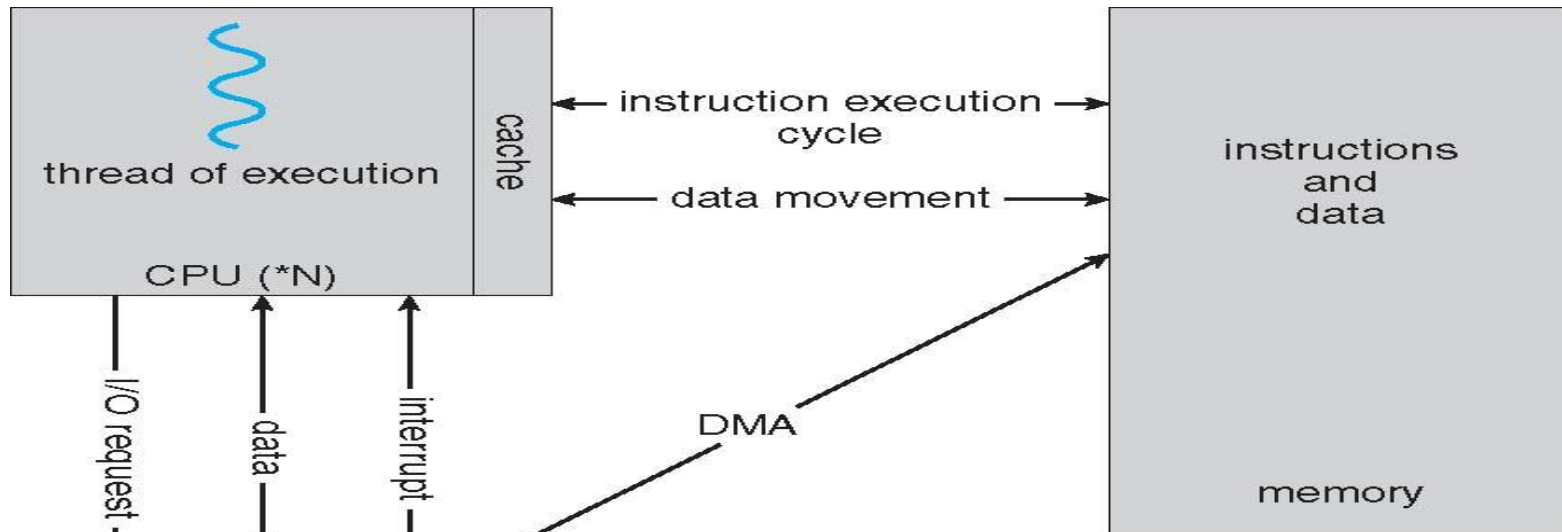 thread of execution
CPU (*N)
cache
instruction execution
cycle
data movement
instructions
and
data
memory
I/O request
data
interrupt
DMA